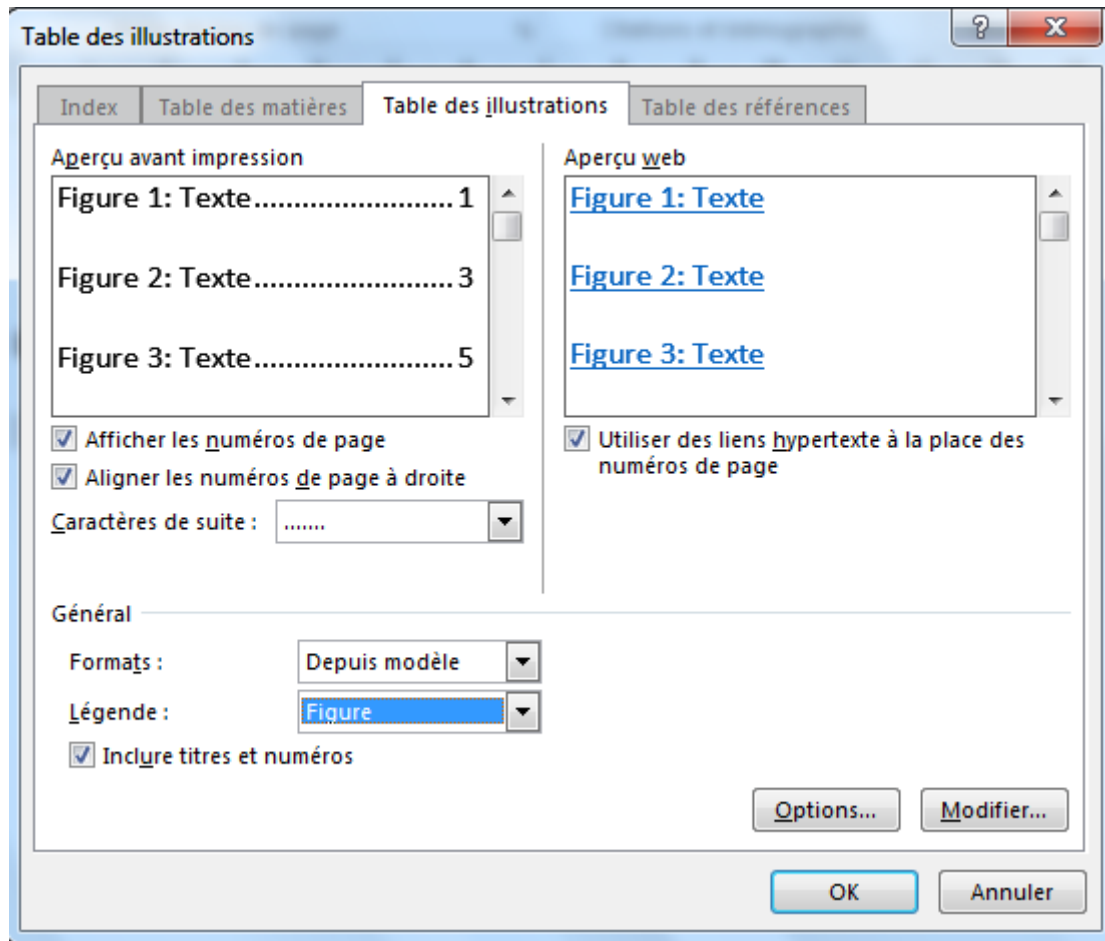 Table des illustrations
Index
Table des matières
Table des illustrations
Table des références
Aperçu avant impression
Figure 1: Texte............................1
Figure 2: Texte............................3
Figure 3: Texte............................5
Afficher les numéros de page
Aligner les numéros de page à droite
Caractères de suite : .......
Aperçu web
Figure 1: Texte
Figure 2: Texte
Figure 3: Texte
Utiliser des liens hypertexte à la place des
numéros de page
Général
Formats : Depuis modèle
Légende : Figure
Inclure titres et numéros
Options...
Modifier...
OK
Annuler